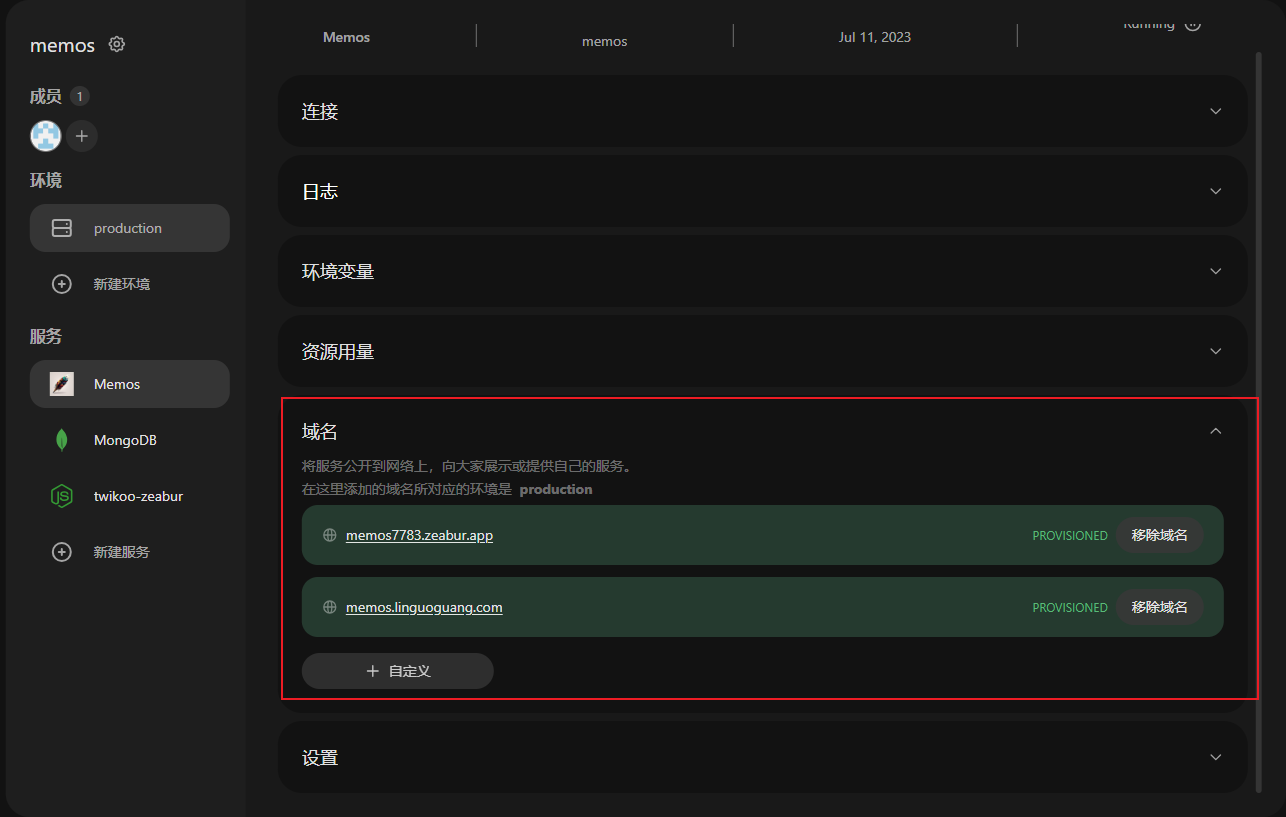 memos
成员 1
环境
production
新建环境
服务
Memos
MongoDB
twikoo-zeabur
新建服务
Memos
memos
Jul 11, 2023
Running
连接
日志
环境变量
资源用量
域名
将服务公开到网络上，向大家展示或提供自己的服务。
在这里添加的域名所对应的环境是 production
memos7783.zeabur.app PROVISIONED 移除域名
memos.linguoguang.com PROVISIONED 移除域名
自定义
设置